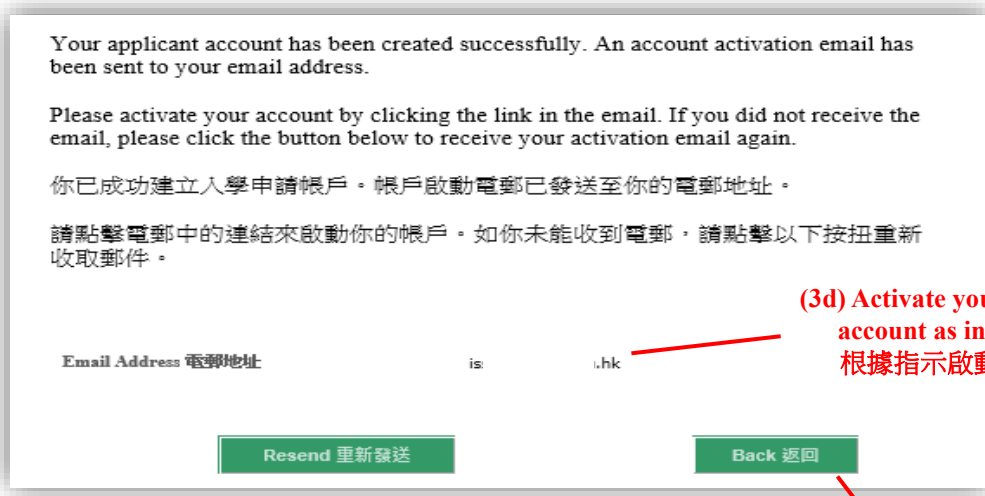 Your applicant account has been created successfully. An account activation email has
been sent to your email address.
Please activate your account by clicking the link in the email. If you did not receive the
email, please click the button below to receive your activation email again.
你已成功建立入學申請帳戶。帳戶啟動電郵已發送至你的電郵地址。
請點擊電郵中的連結來啟動你的帳戶。如你未能收到電郵，請點擊以下按扭重新
收取郵件。
(3d) Activate
account as
根據指示啟
Email Address 電郵地址 is .hk
Resend 重新發送
Back 返回